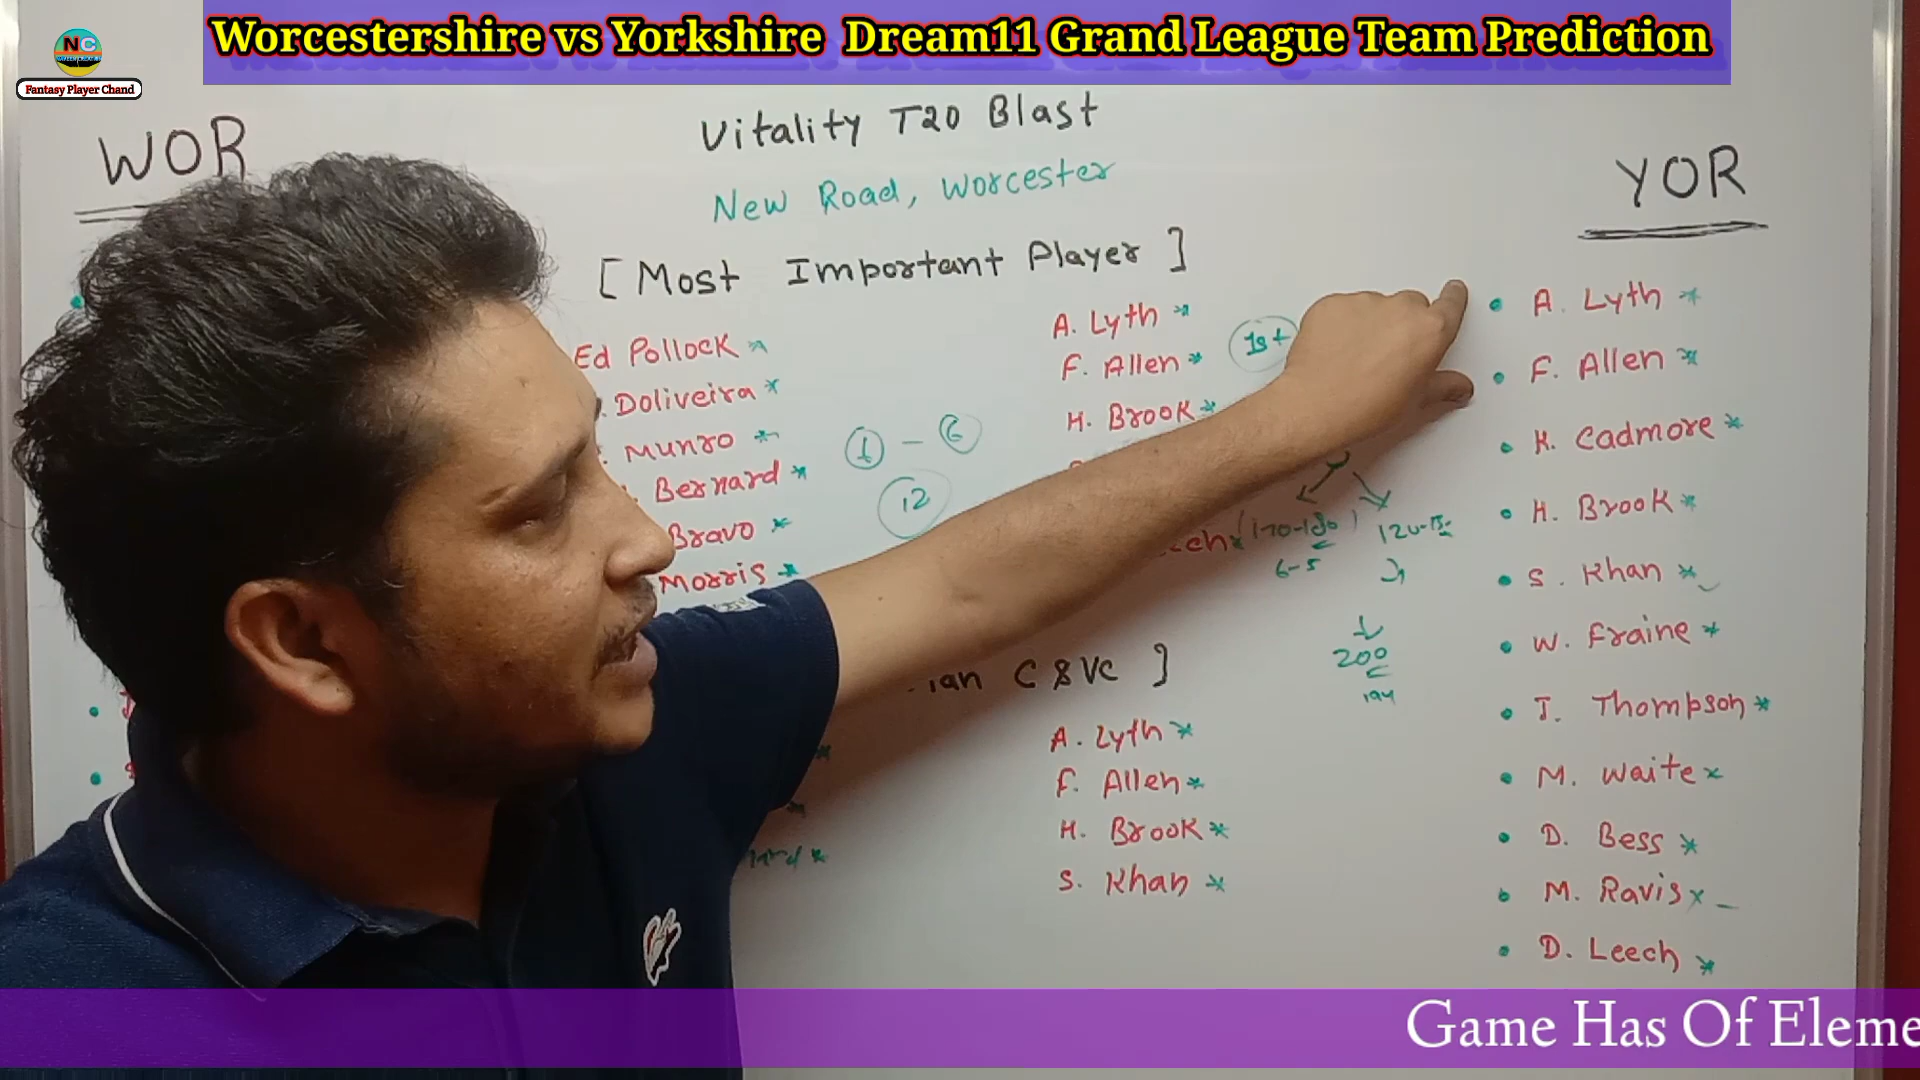 Worcestershire vs Yorkshire Dream11 Grand League Team Prediction
NC
Fantasy Player Chand
WOR
Vitality T20 Blast
New Road, Worcester
YOR
[Most Important Player]
Ed Pollock
Doliveira
Munro
Bernard
Bravo
Morris
1 - 6
12
A. Lyth
F. Allen
H. Brook
1st
(170-180)
6-5
200
194
C & VC ]
A. Lyth
F. Allen
H. Brook
S. Khan
A. Lyth
F. Allen
K. Cadmore
H. Brook
S. Khan
W. Fraine
J. Thompson
M. Waite
D. Bess
M. Ravis
D. Leech
Game Has Of Eleme